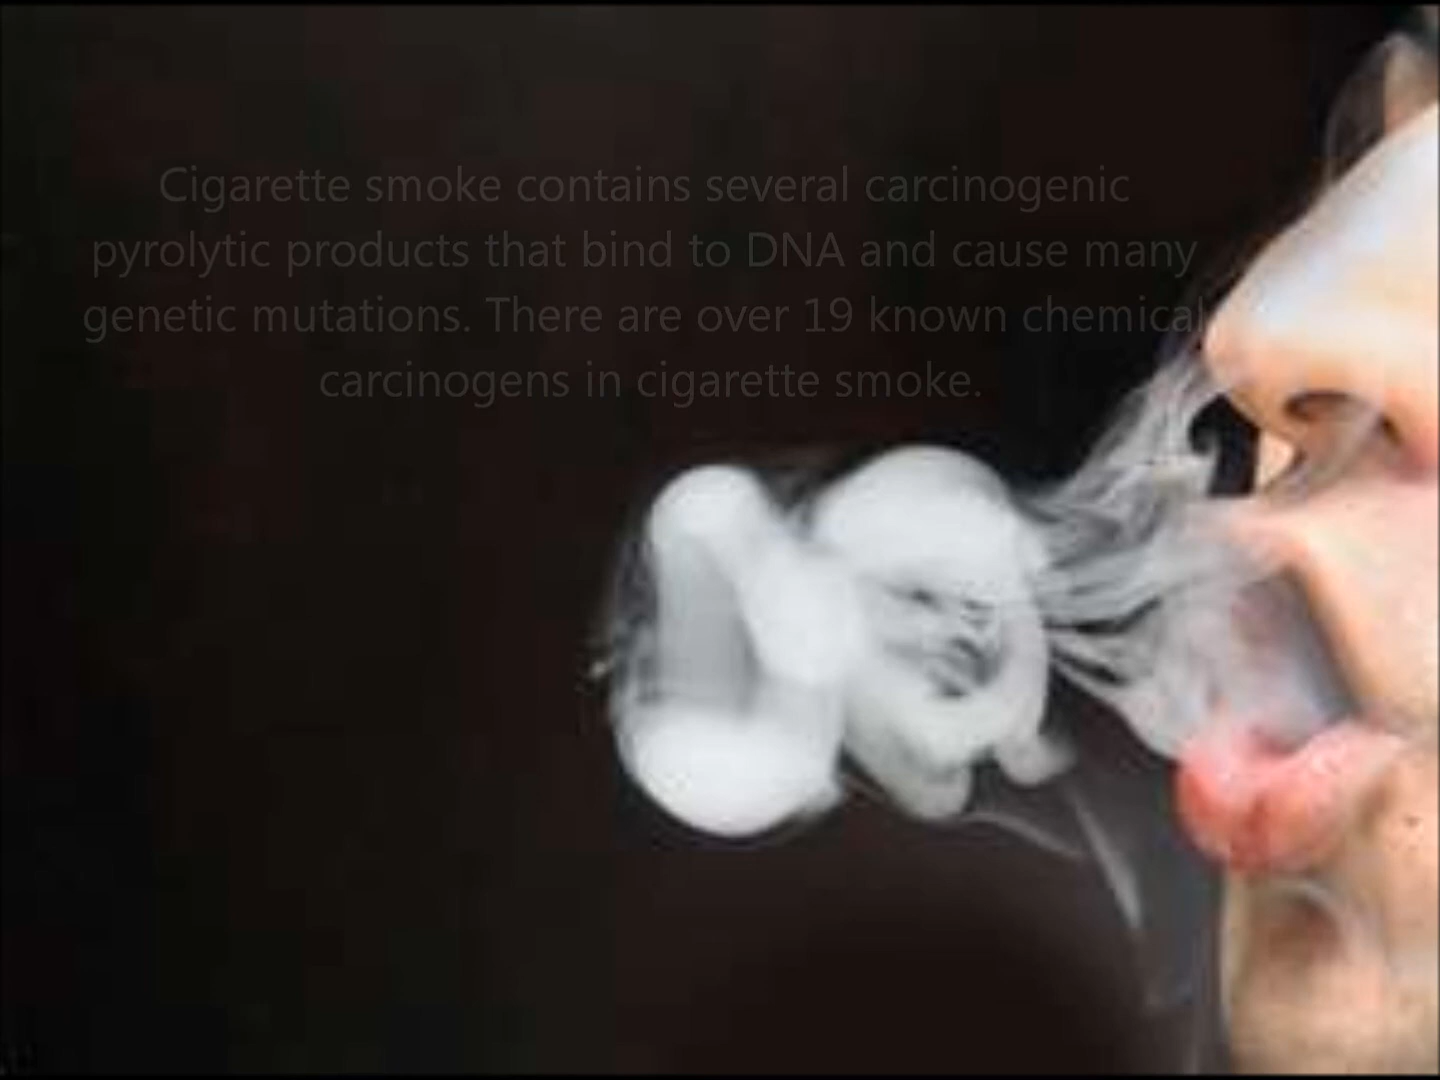 Cigarette smoke contains several carcinogenic
pyrolytic products that bind to DNA and cause many
genetic mutations. There are over 19 known chemical
carcinogens in cigarette smoke.